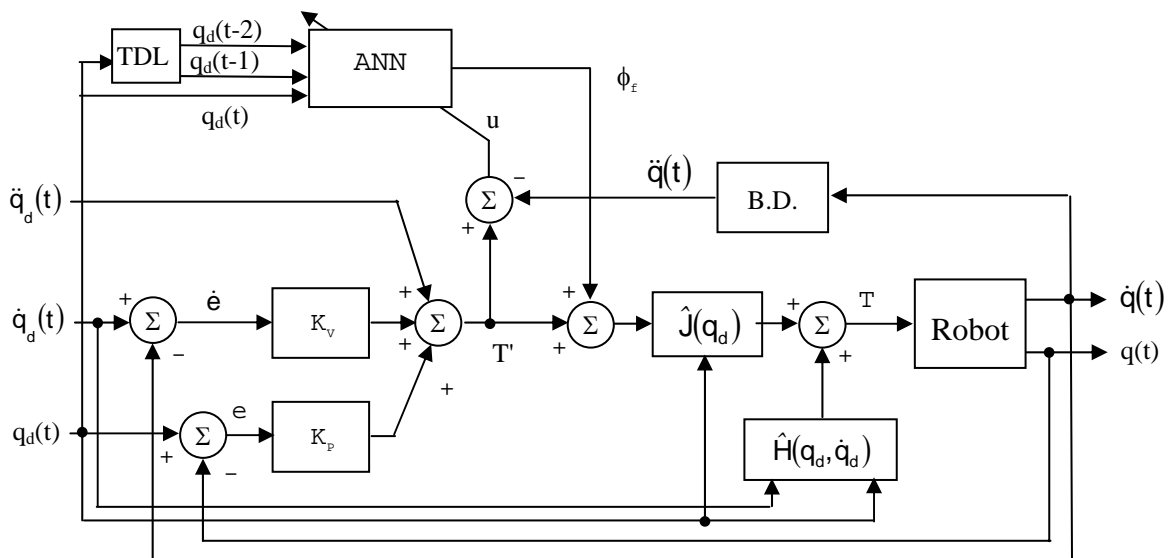 q_d(t-2)
TDL
q_d(t-1)
ANN
ϕ_f
q_d(t)
u
q̈(t)
−
B.D.
Σ
+
q̈_d(t)
q̇_d(t)
+
Σ
−
ė
K_V
+
+
+
Σ
T'
+
+
Σ
Ĵ(q_d)
+
Σ
+
T
Robot
q̇(t)
q(t)
q_d(t)
+
Σ
−
e
K_P
Ĥ(q_d,q̇_d)